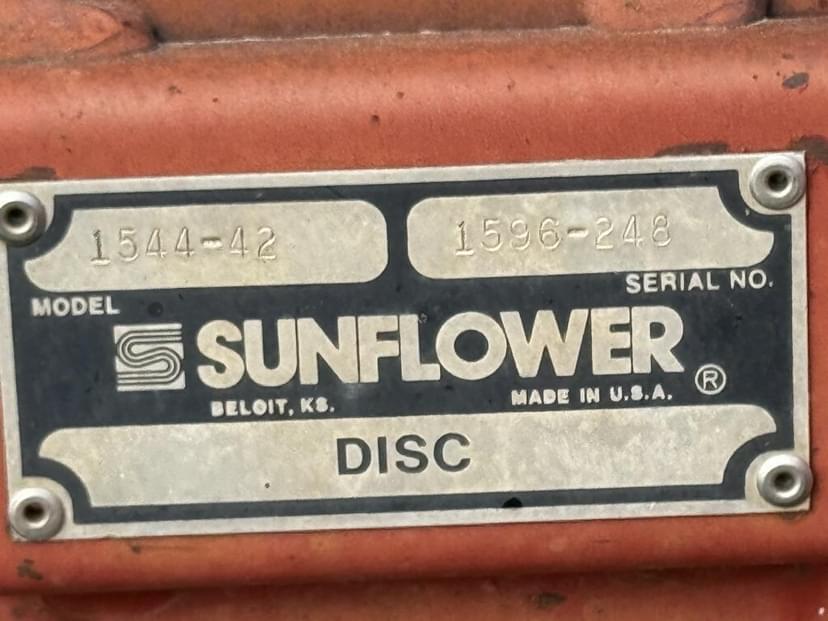 1544-42 1596-248
MODEL SERIAL NO.
SUNFLOWER ®
BELOIT, KS. MADE IN U.S.A.
DISC